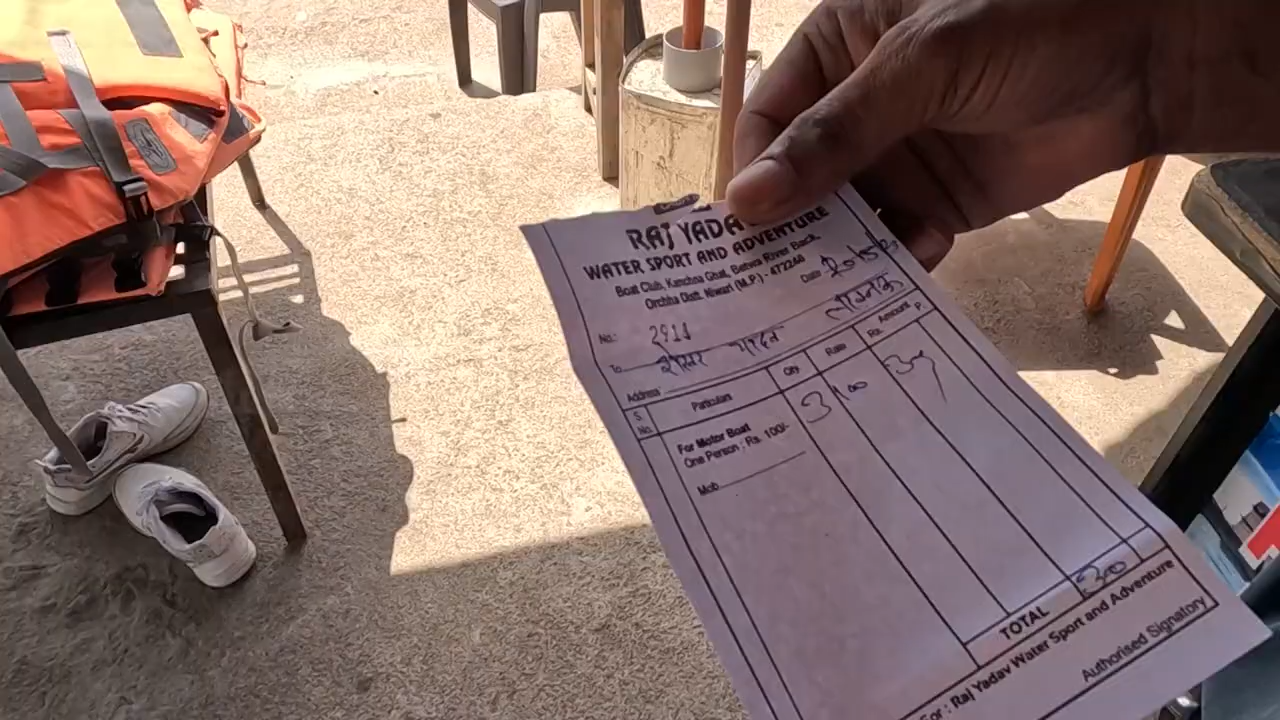 RAJ YADAV
WATER SPORT AND ADVENTURE
Boat Club, Kanchna Ghat, Betwa River Back,
Orchha Distt. Niwari (M.P.)- 472246
Date
No.: 2911
To
Address
S. No. Particulars Qty Rate Amount Rs. P.
For Motor Boat 3 100 300
One Person : Rs. 100/-
Mob
TOTAL 300
For : Raj Yadav Water Sport and Adventure
Authorised Signatory